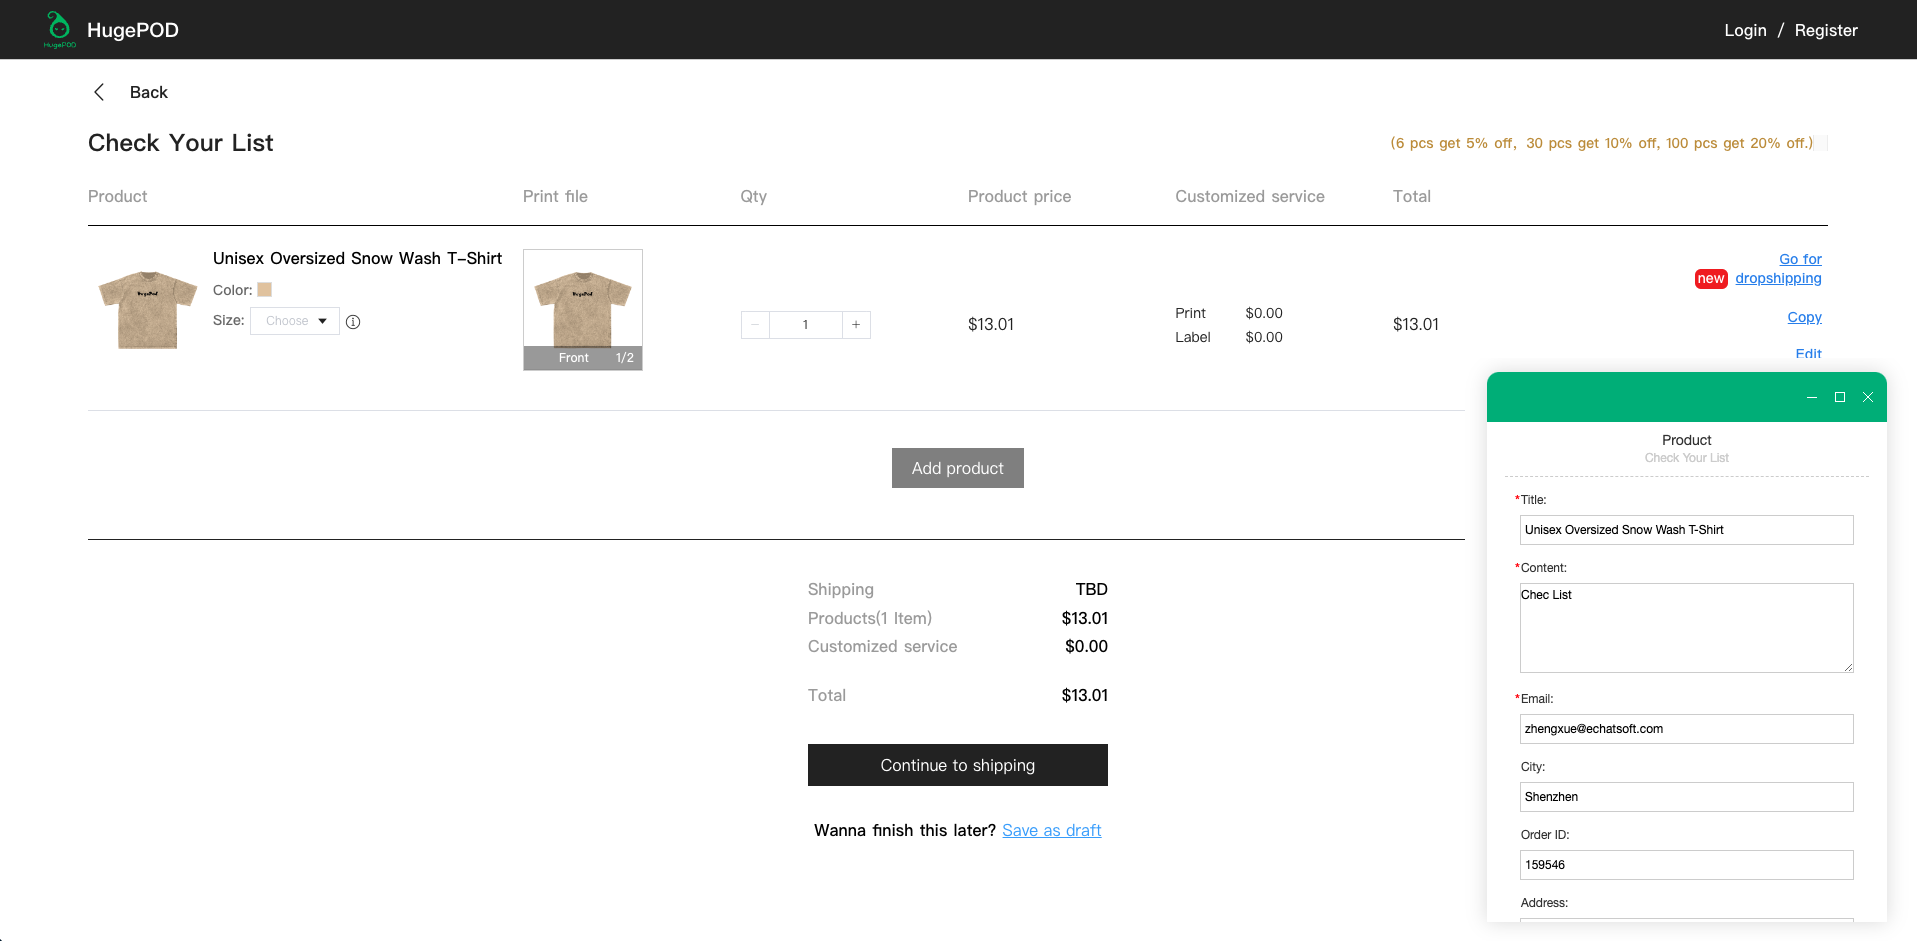 HugePOD
HugePOD
Login / Register
Back
Check Your List
(6 pcs get 5% off, 30 pcs get 10% off, 100 pcs get 20% off.)
Product
Print file
Qty
Product price
Customized service
Total
Unisex Oversized Snow Wash T-Shirt
Color:
Size: Choose
HugePod
HugePod
Front 1/2
1
$13.01
Print $0.00
Label $0.00
$13.01
Go for
new dropshipping
Copy
Edit
Add product
Shipping TBD
Products(1 Item) $13.01
Customized service $0.00
Total $13.01
Continue to shipping
Wanna finish this later? Save as draft
Product
Check Your List
*Title:
Unisex Oversized Snow Wash T-Shirt
*Content:
Chec List
*Email:
zhengxue@echatsoft.com
City:
Shenzhen
Order ID:
159546
Address: